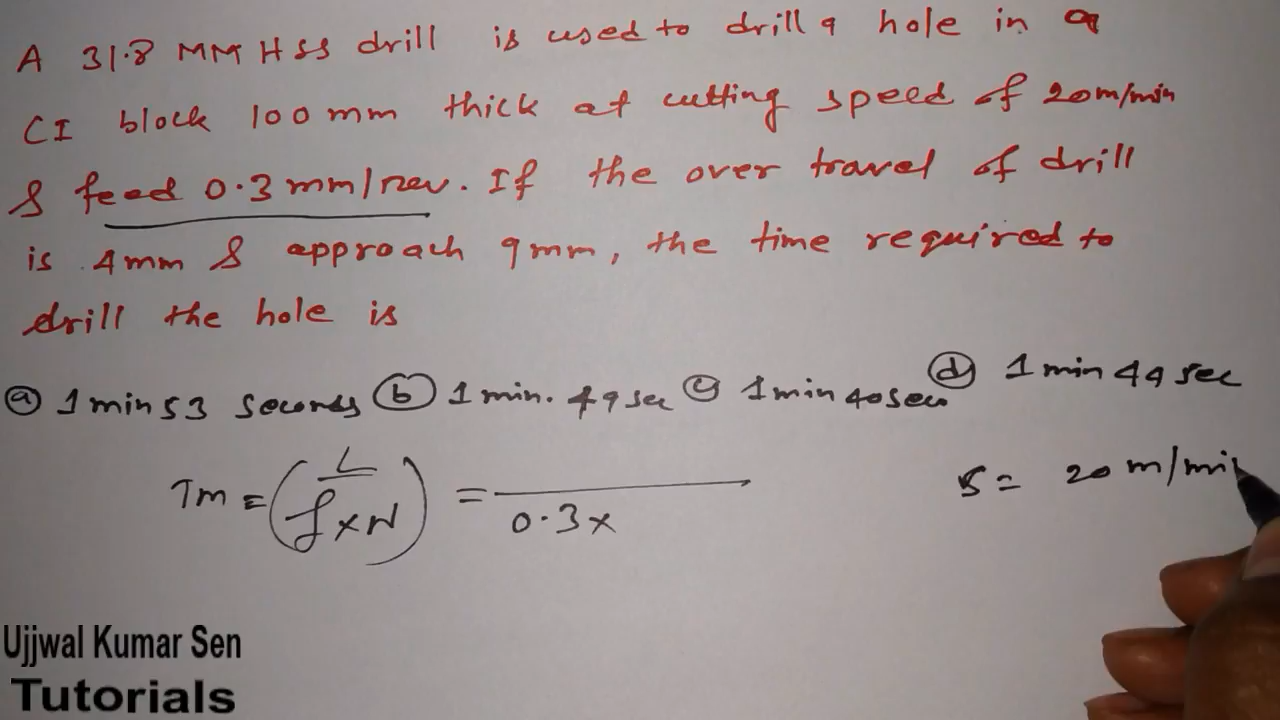 A 31.8 MM HSS drill is used to drill a hole in a
CI block 100 mm thick at cutting speed of 20m/min
& feed 0.3 mm/rev. If the over travel of drill
is 4mm & approach 9mm, the time required to
drill the hole is
(a) 1 min 53 seconds (b) 1 min. 49 sec (c) 1 min 40 sec (d) 1 min 44 sec
Tm = (L / f × N) = / 0.3 ×
S = 20 m/min
Ujjwal Kumar Sen
Tutorials